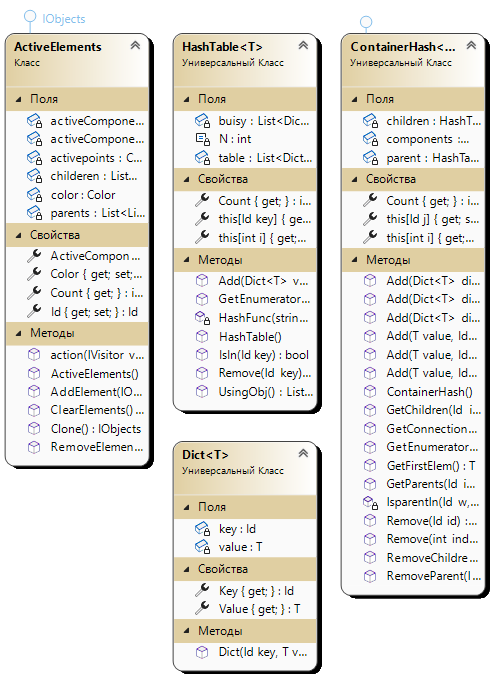 IObjects
ActiveElements
Класс
Поля
activeCompone...
activeCompone...
activepoints : C...
childeren : List...
color : Color
parents : List<Li...
Свойства
ActiveCompon...
Color { get; set;...
Count { get; } : i...
Id { get; set; } : Id
Методы
action(IVisitor v...
ActiveElements()
AddElement(IO...
ClearElements()...
Clone() : IObjects
RemoveElemen...
HashTable<T>
Универсальный Класс
Поля
buisy : List<Dic...
N : int
table : List<Dict...
Свойства
Count { get; } : i...
this[Id key] { ge...
this[int i] { get;...
Методы
Add(Dict<T> v...
GetEnumerator...
HashFunc(strin...
HashTable()
IsIn(Id key) : bool
Remove(Id key)...
UsingObj() : List...
Dict<T>
Универсальный Класс
Поля
key : Id
value : T
Свойства
Key { get; } : Id
Value { get; } : T
Методы
Dict(Id key, T v...
ContainerHash<...
Универсальный Класс
Поля
children : HashT...
components :...
parent : HashTa...
Свойства
Count { get; } : i...
this[Id j] { get; s...
this[int i] { get;...
Методы
Add(Dict<T> di...
Add(Dict<T> di...
Add(T value, Id...
Add(T value, Id...
Add(T value, Id...
ContainerHash()
GetChildren(Id i...
GetConnection...
GetEnumerator...
GetFirstElem() : T
GetParents(Id i...
IsparentIn(Id w,...
Remove(Id id) :...
Remove(int ind...
RemoveChildre...
RemoveParent(I...